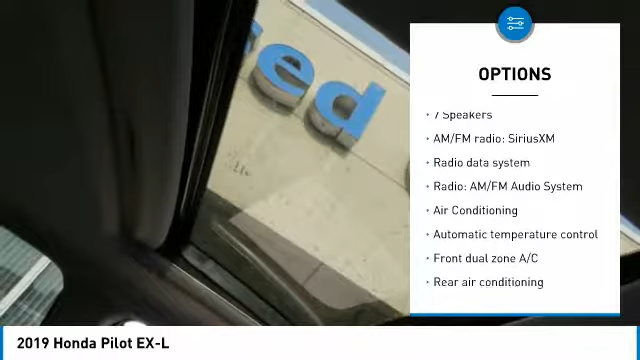 ed
OPTIONS
7 Speakers
AM/FM radio: SiriusXM
Radio data system
Radio: AM/FM Audio System
Air Conditioning
Automatic temperature control
Front dual zone A/C
Rear air conditioning
2019 Honda Pilot EX-L